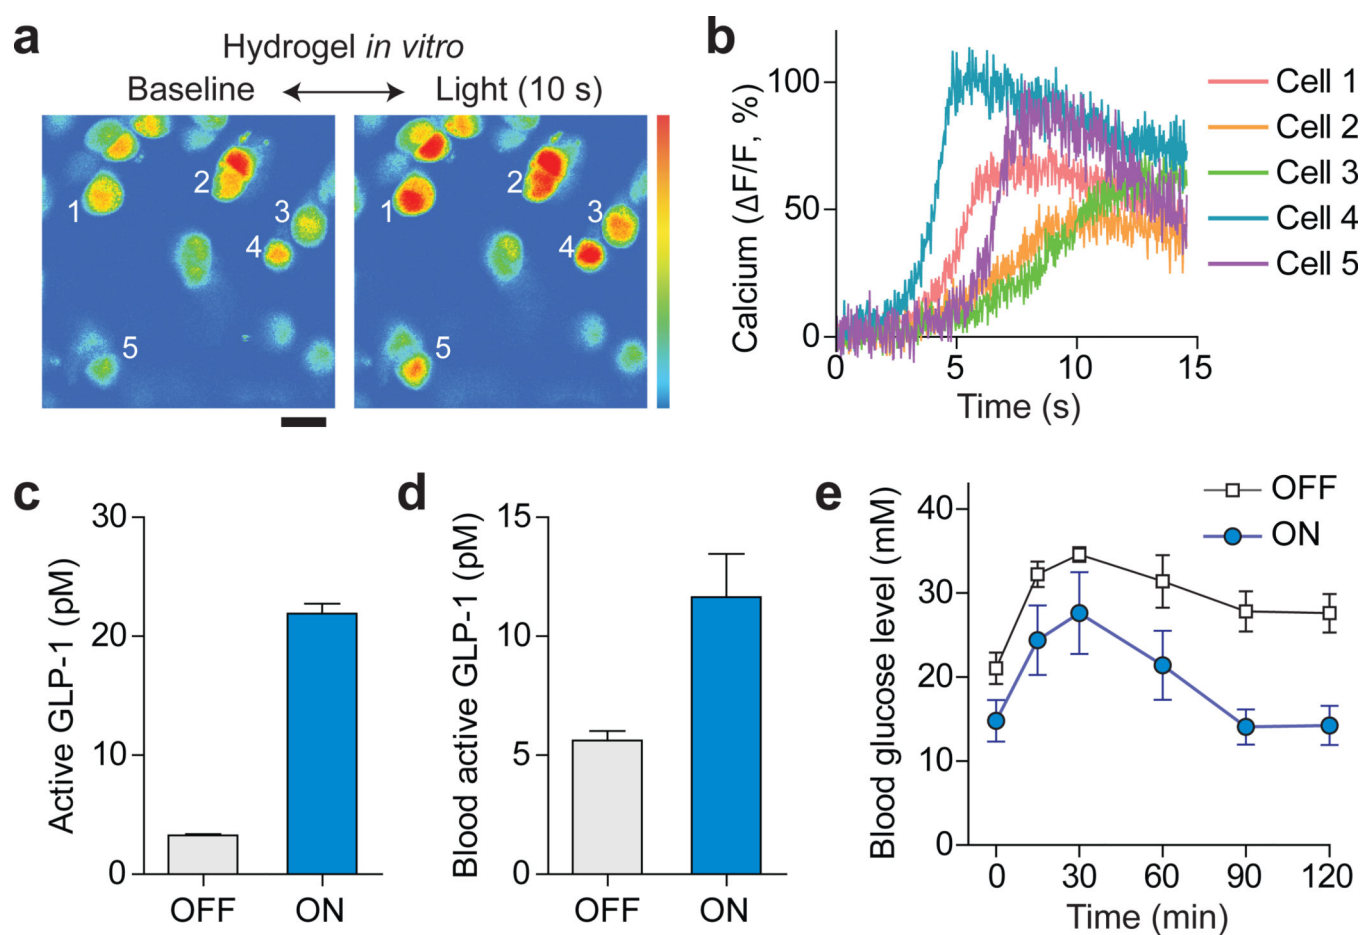 a
Hydrogel in vitro
Baseline
Light (10 s)
1
2
3
4
5
1
2
3
4
5
b
Calcium (ΔF/F, %)
100
50
0
0
5
10
15
Time (s)
Cell 1
Cell 2
Cell 3
Cell 4
Cell 5
c
Active GLP-1 (pM)
30
20
10
0
OFF
ON
d
Blood active GLP-1 (pM)
15
10
5
0
OFF
ON
e
Blood glucose level (mM)
40
30
20
10
0
0
30
60
90
120
Time (min)
OFF
ON